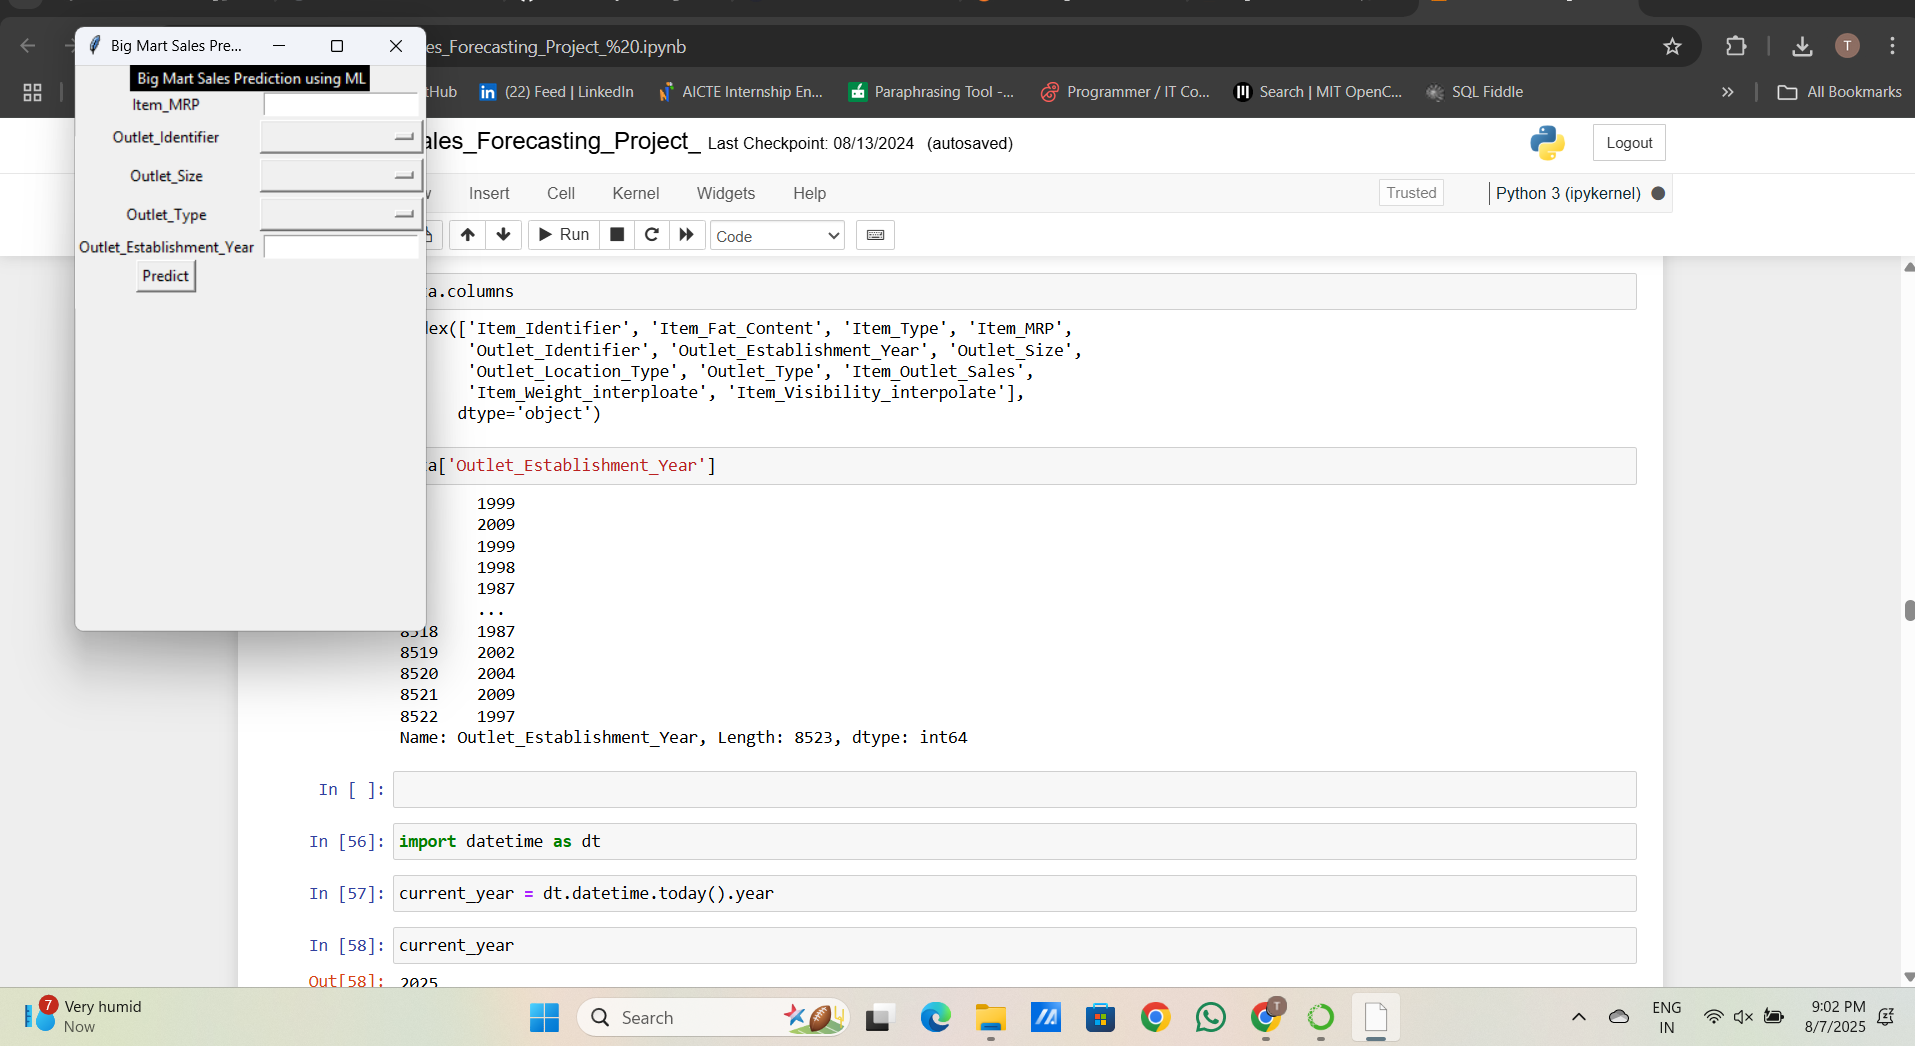 Big Mart Sales Pre...
es_Forecasting_Project_%20.ipynb
T
tHub
(22) Feed | LinkedIn
AICTE Internship En...
Paraphrasing Tool -...
Programmer / IT Co...
Search | MIT OpenC...
SQL Fiddle
All Bookmarks
Big Mart Sales Prediction using ML
Item_MRP
Outlet_Identifier
Outlet_Size
Outlet_Type
Outlet_Establishment_Year
Predict
ales_Forecasting_Project_ Last Checkpoint: 08/13/2024 (autosaved)
Logout
Insert Cell Kernel Widgets Help
Trusted
Python 3 (ipykernel)
Run
Code
a.columns
dex(['Item_Identifier', 'Item_Fat_Content', 'Item_Type', 'Item_MRP',
'Outlet_Identifier', 'Outlet_Establishment_Year', 'Outlet_Size',
'Outlet_Location_Type', 'Outlet_Type', 'Item_Outlet_Sales',
'Item_Weight_interploate', 'Item_Visibility_interpolate'],
dtype='object')
a['Outlet_Establishment_Year']
1999
2009
1999
1998
1987
...
8518 1987
8519 2002
8520 2004
8521 2009
8522 1997
Name: Outlet_Establishment_Year, Length: 8523, dtype: int64
In [ ]:
In [56]: import datetime as dt
In [57]: current_year = dt.datetime.today().year
In [58]: current_year
Out[58]: 2025
7
Very humid
Now
Search
T
ENG
IN
9:02 PM
8/7/2025